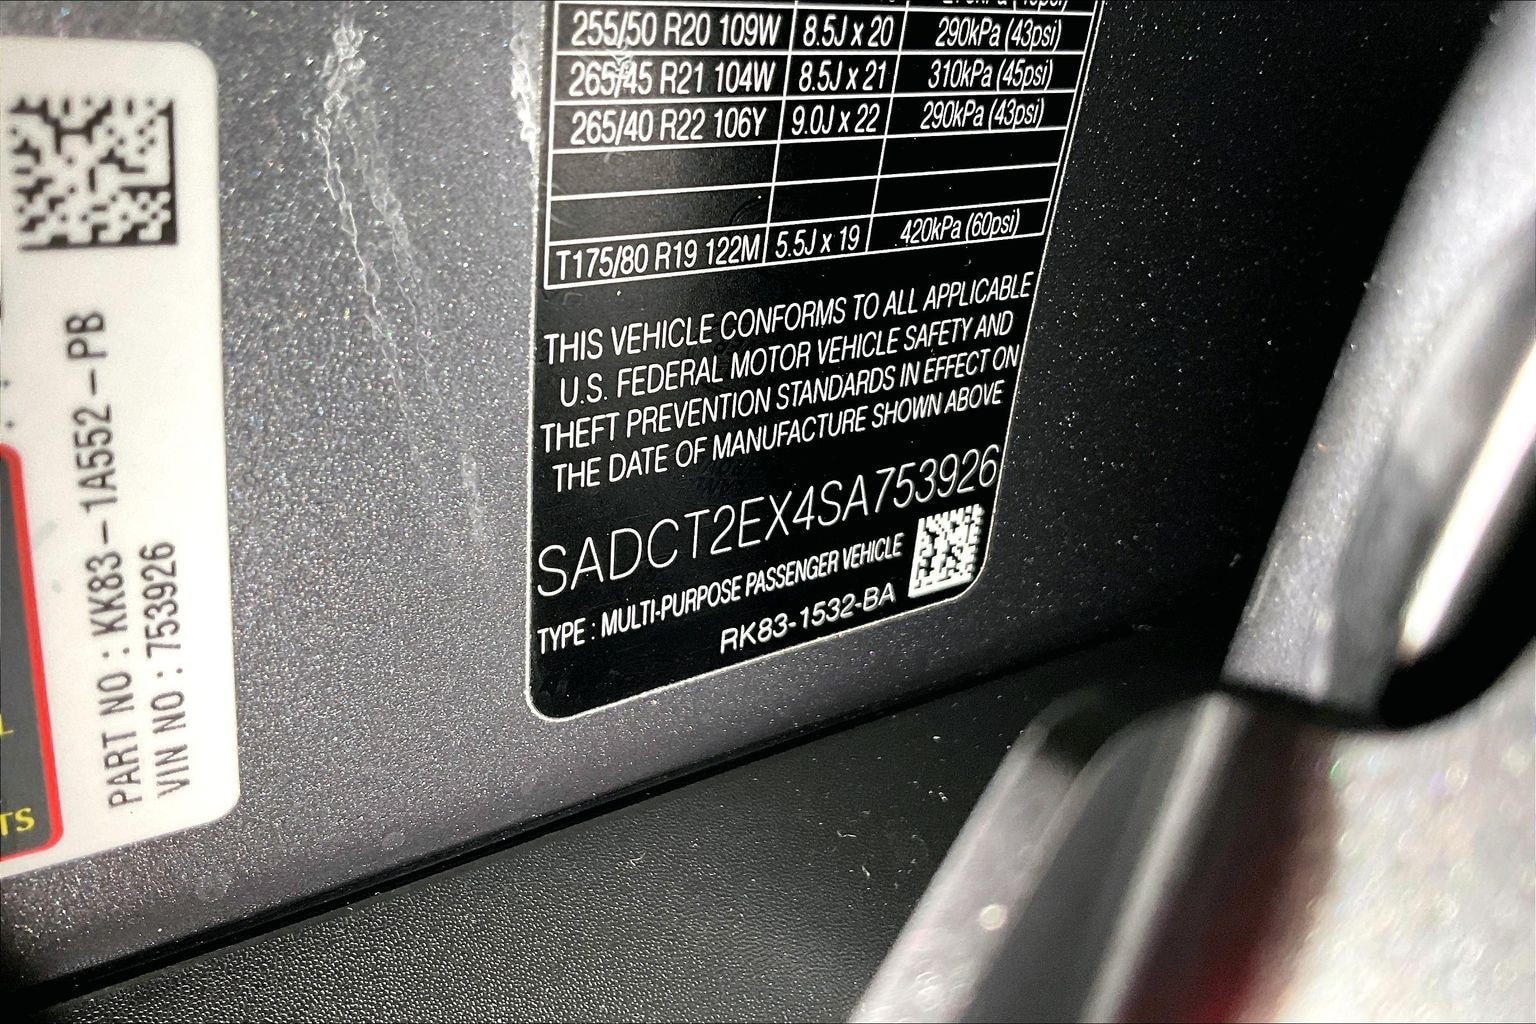 255/50 R20 109W 8.5J x 20 290kPa (43psi)
265/45 R21 104W 8.5J x 21 310kPa (45psi)
265/40 R22 106Y 9.0J x 22 290kPa (43psi)
T175/80 R19 122M 5.5J x 19 420kPa (60psi)
THIS VEHICLE CONFORMS TO ALL APPLICABLE
U.S. FEDERAL MOTOR VEHICLE SAFETY AND
THEFT PREVENTION STANDARDS IN EFFECT ON
THE DATE OF MANUFACTURE SHOWN ABOVE
SADCT2EX4SA753926
TYPE : MULTI-PURPOSE PASSENGER VEHICLE
RK83-1532-BA
PART NO : KK83-1A552-PB
VIN NO : 753926